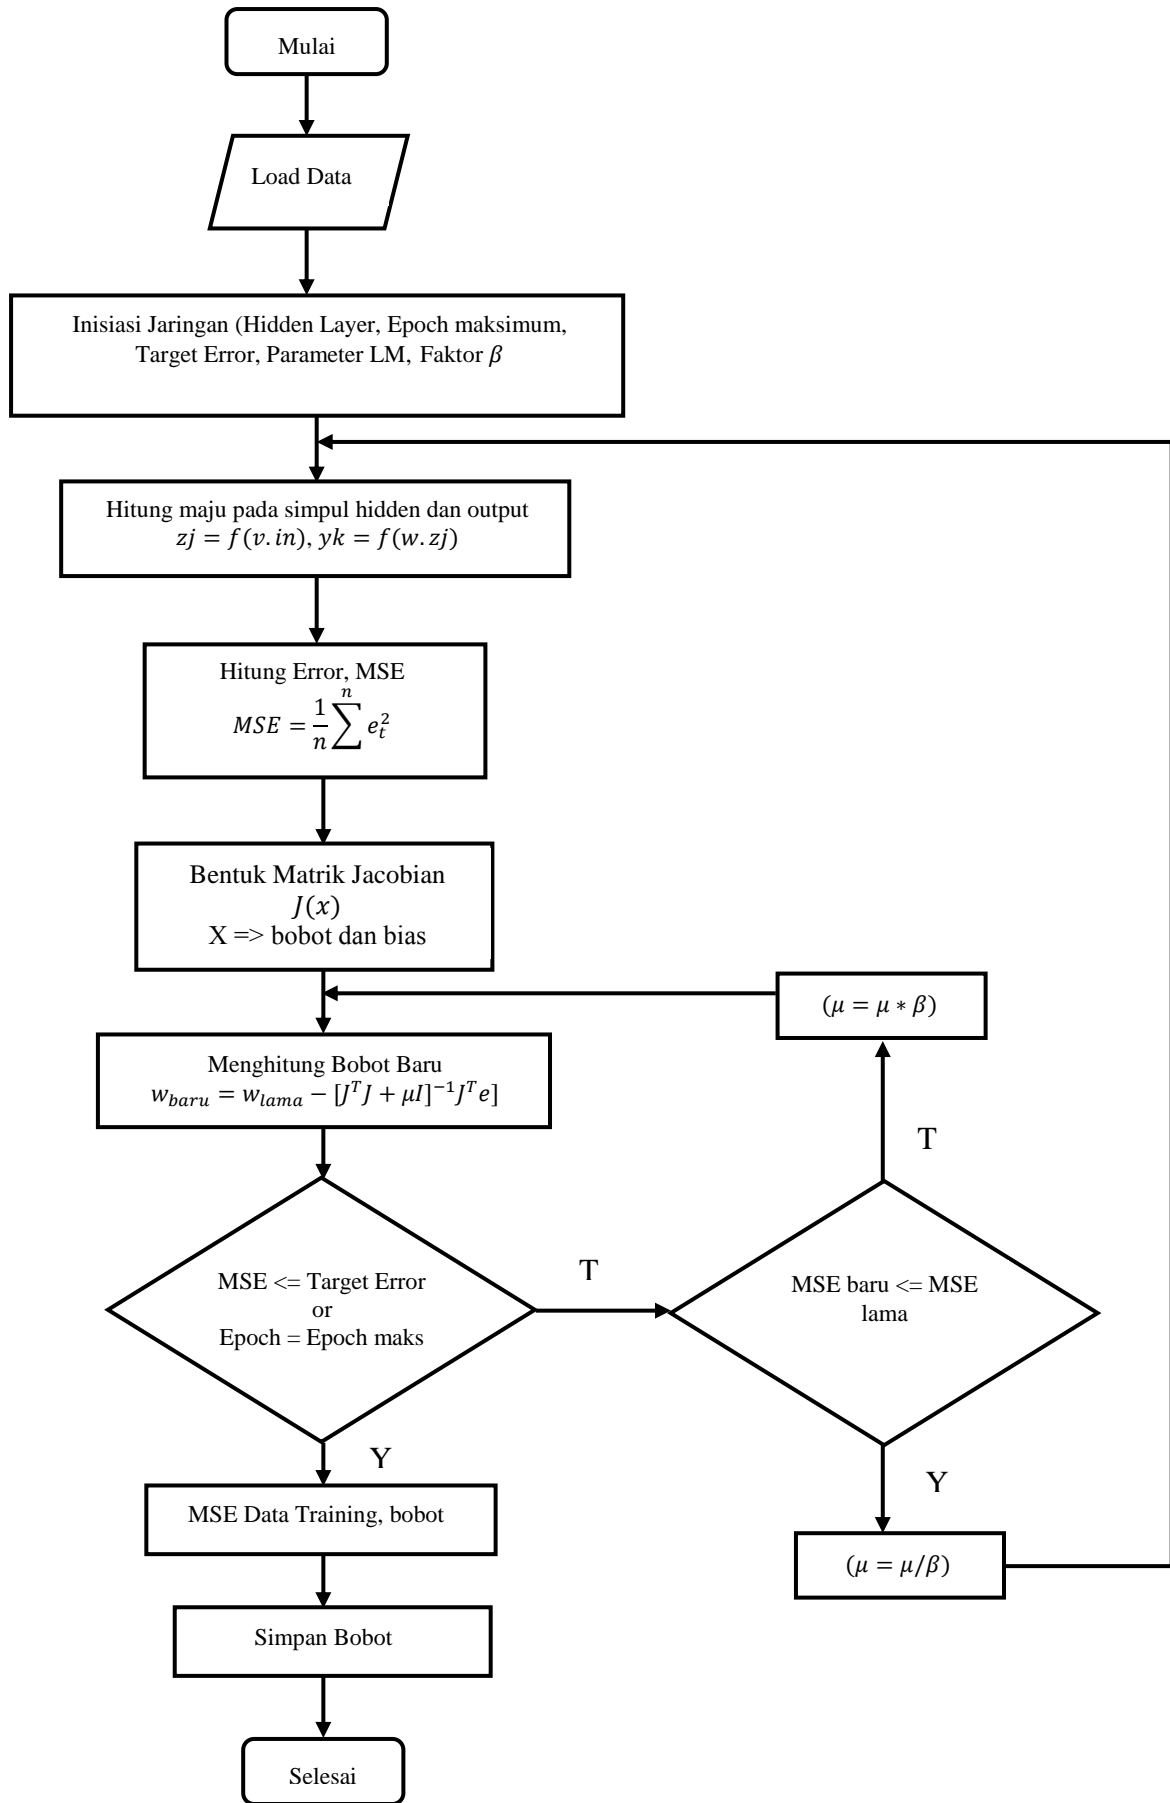 Mulai
Load Data
Inisiasi Jaringan (Hidden Layer, Epoch maksimum,
Target Error, Parameter LM, Faktor β
Hitung maju pada simpul hidden dan output
zj = f(v.in), yk = f(w.zj)
Hitung Error, MSE
MSE = 1/n ∑^n e_t^2
Bentuk Matrik Jacobian
J(x)
X => bobot dan bias
(μ = μ * β)
Menghitung Bobot Baru
w_baru = w_lama − [J^T J + μI]^−1 J^T e]
T
MSE <= Target Error
or
Epoch = Epoch maks
T
MSE baru <= MSE
lama
Y
Y
MSE Data Training, bobot
(μ = μ/β)
Simpan Bobot
Selesai